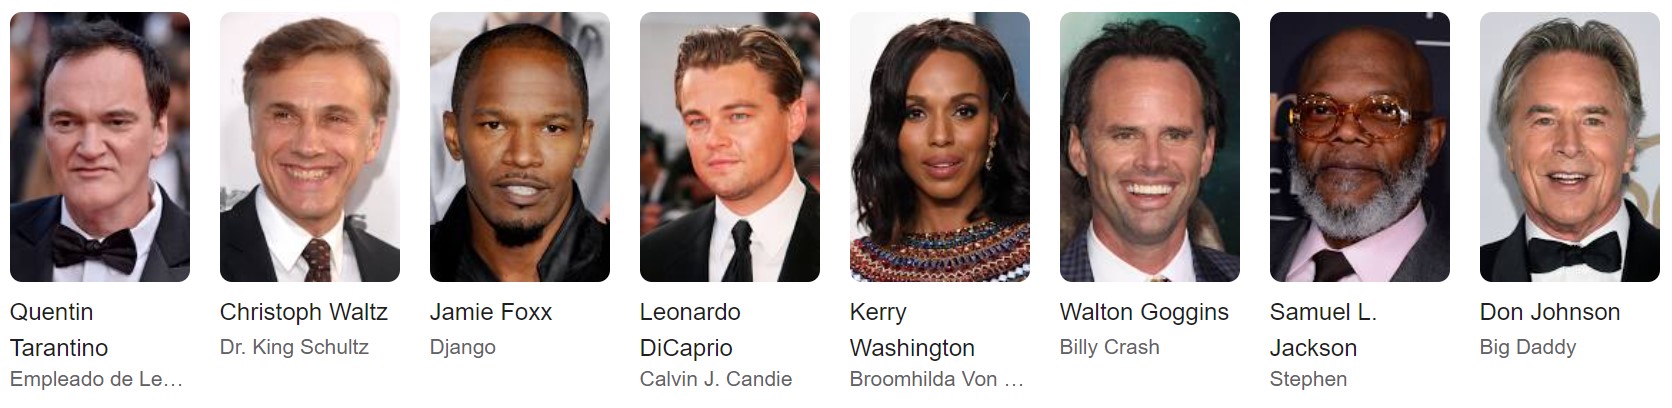 Quentin
Tarantino
Empleado de Le…
Christoph Waltz
Dr. King Schultz
Jamie Foxx
Django
Leonardo
DiCaprio
Calvin J. Candie
Kerry
Washington
Broomhilda Von …
Walton Goggins
Billy Crash
Samuel L.
Jackson
Stephen
Don Johnson
Big Daddy